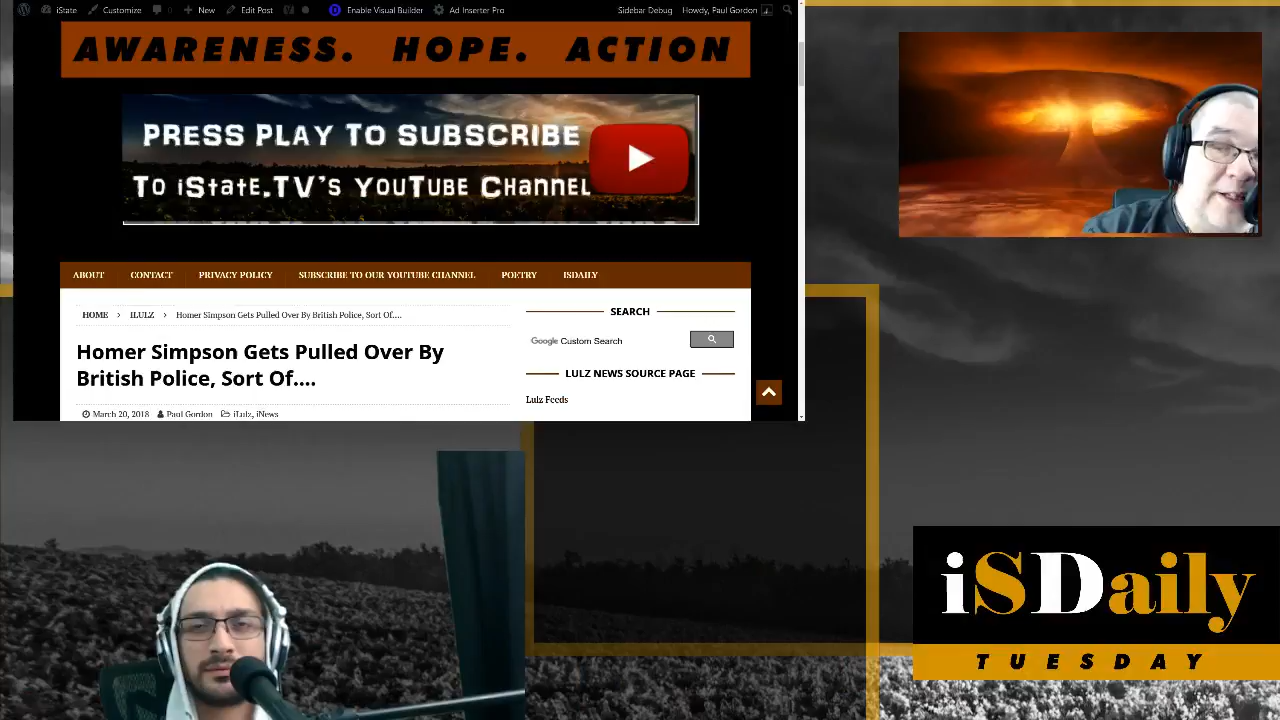 iState
Customize
0
New
Edit Post
Enable Visual Builder
Ad Inserter Pro
Sidebar Debug
Howdy, Paul Gordon
AWARENESS. HOPE. ACTION
PRESS PLAY TO SUBSCRIBE
To iState.TV's YouTube Channel
ABOUT
CONTACT
PRIVACY POLICY
SUBSCRIBE TO OUR YOUTUBE CHANNEL
POETRY
ISDAILY
HOME > ILULZ > Homer Simpson Gets Pulled Over By British Police, Sort Of....
Homer Simpson Gets Pulled Over By
British Police, Sort Of....
March 20, 2018 Paul Gordon iLulz, iNews
SEARCH
Google Custom Search
LULZ NEWS SOURCE PAGE
Lulz Feeds
iSDaily
TUESDAY